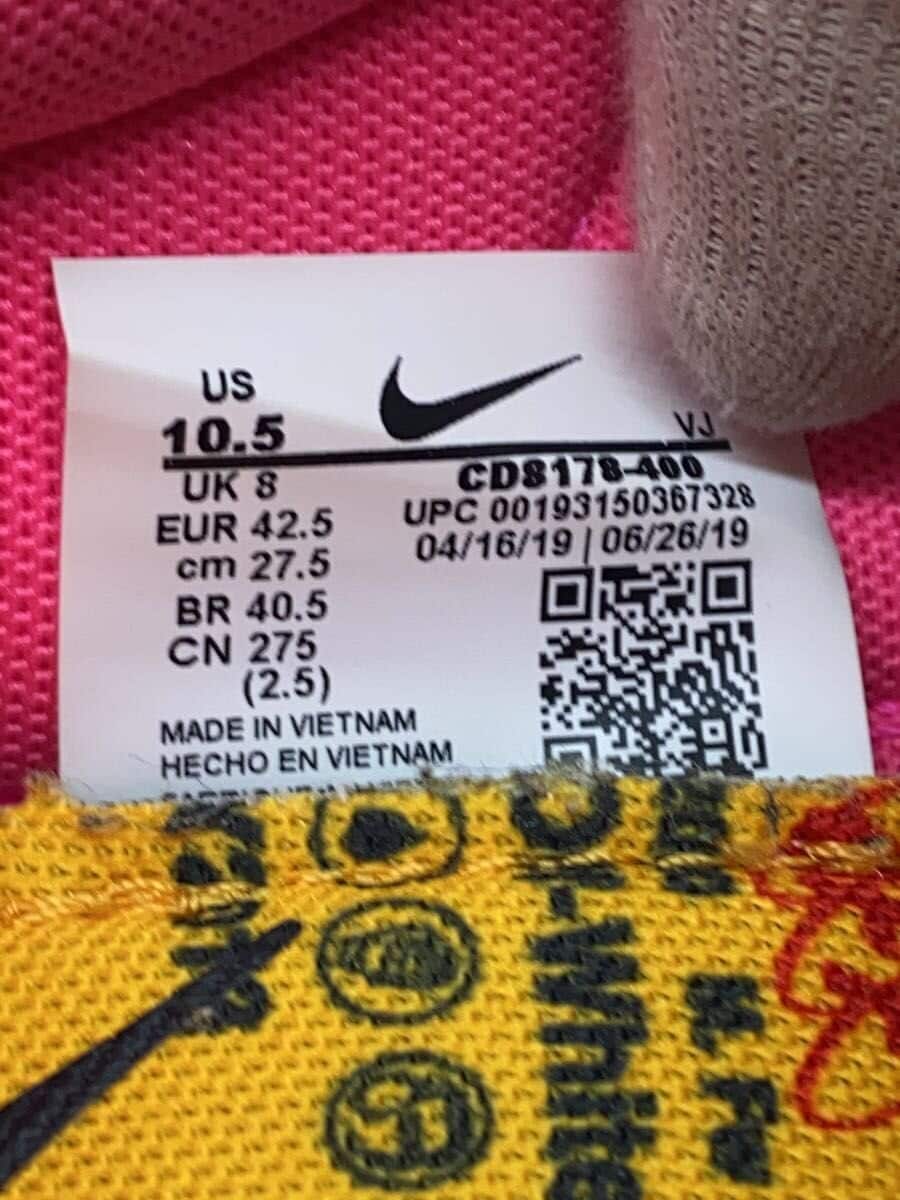 US
10.5
VJ
UK 8
CD8178-400
EUR 42.5
UPC 00193150367328
cm 27.5
04/16/19 | 06/26/19
BR 40.5
CN 275
(2.5)
MADE IN VIETNAM
HECHO EN VIETNAM
-White